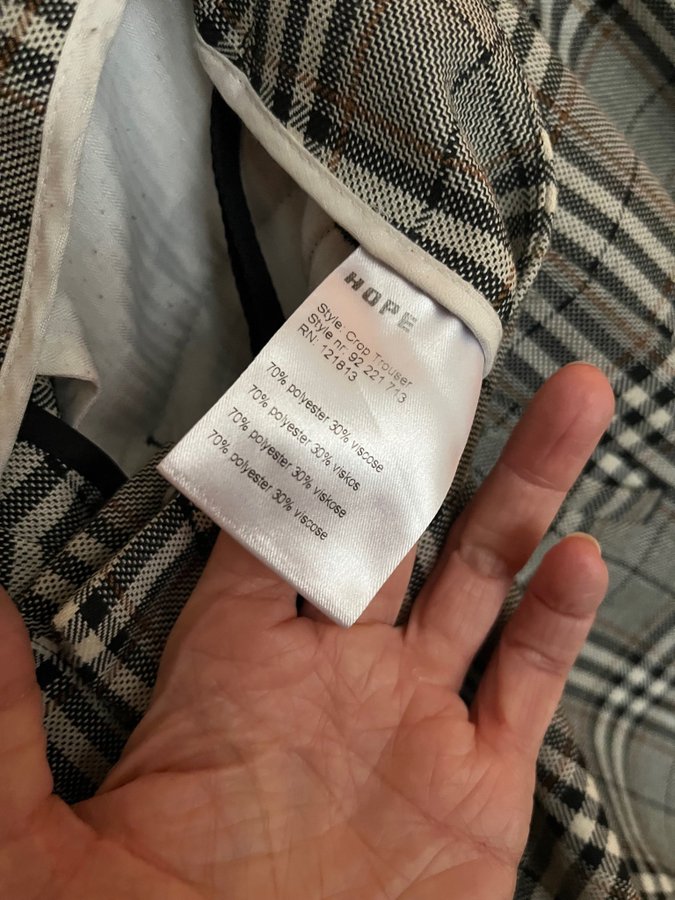 HOPE
Style: Crop Trouser
Style nr: 92 221 713
RN: 121813
70% polyester 30% viscose
70% polyester 30% viskos
70% polyester 30% viskose
70% polyester 30% viscose